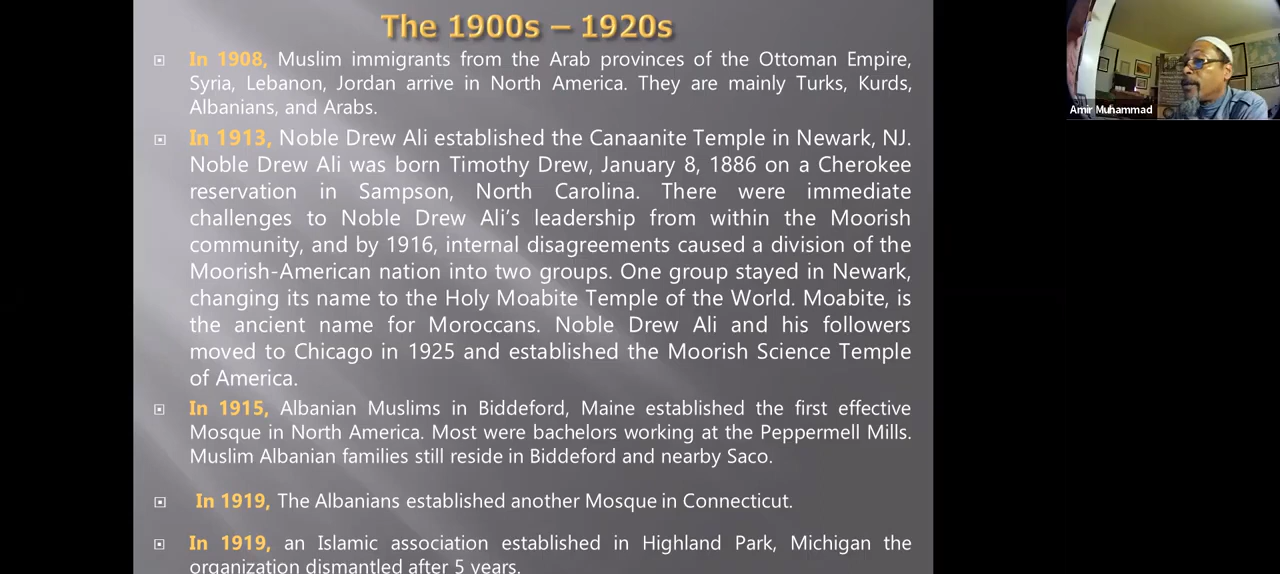 The 1900s – 1920s
In 1908, Muslim immigrants from the Arab provinces of the Ottoman Empire,
Syria, Lebanon, Jordan arrive in North America. They are mainly Turks, Kurds,
Albanians, and Arabs.
In 1913, Noble Drew Ali established the Canaanite Temple in Newark, NJ.
Noble Drew Ali was born Timothy Drew, January 8, 1886 on a Cherokee
reservation in Sampson, North Carolina. There were immediate
challenges to Noble Drew Ali’s leadership from within the Moorish
community, and by 1916, internal disagreements caused a division of the
Moorish-American nation into two groups. One group stayed in Newark,
changing its name to the Holy Moabite Temple of the World. Moabite, is
the ancient name for Moroccans. Noble Drew Ali and his followers
moved to Chicago in 1925 and established the Moorish Science Temple
of America.
In 1915, Albanian Muslims in Biddeford, Maine established the first effective
Mosque in North America. Most were bachelors working at the Peppermell Mills.
Muslim Albanian families still reside in Biddeford and nearby Saco.
In 1919, The Albanians established another Mosque in Connecticut.
In 1919, an Islamic association established in Highland Park, Michigan the
organization dismantled after 5 years.
Amir Muhammad